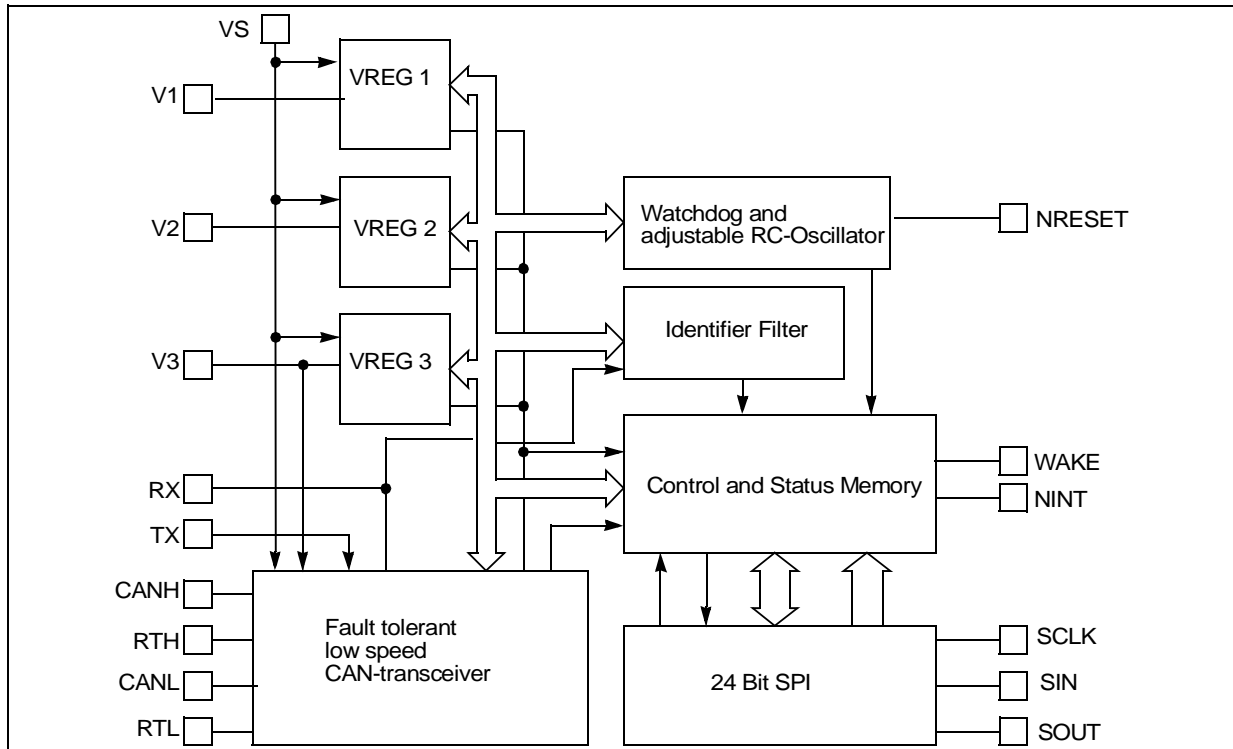 VS
VREG 1
V1
VREG 2
V2
Watchdog and
adjustable RC-Oscillator
NRESET
Identifier Filter
VREG 3
V3
WAKE
Control and Status Memory
NINT
RX
TX
CANH
RTH
CANL
RTL
Fault tolerant
low speed
CAN-transceiver
24 Bit SPI
SCLK
SIN
SOUT